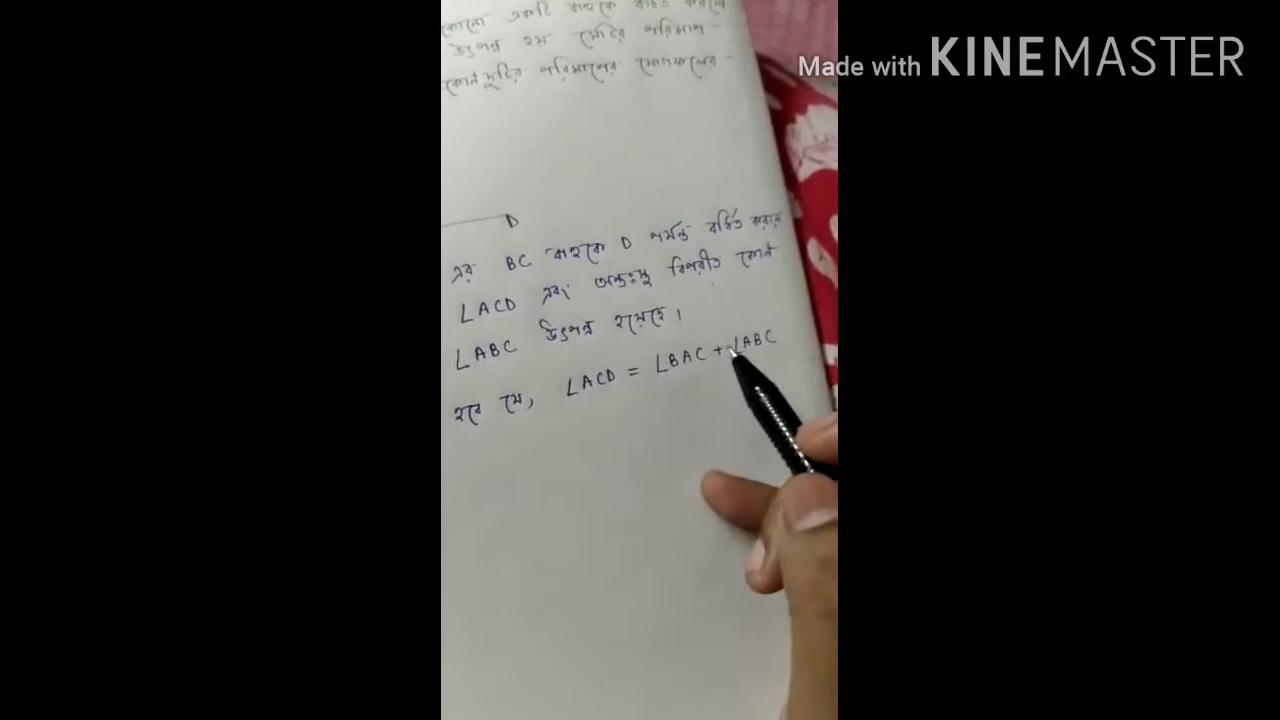 কোনো একটি বাহুকে বর্ধিত করলে
উৎপন্ন হয় সেটির পরিমাপ
কোন দুটির পরিমাপের যোগফলের
D
এর BC বাহুকে D পর্যন্ত বর্ধিত করায়
∠ACD এবং অন্তঃস্থ বিপরীত কোন
∠ABC উৎপন্ন হয়েছে।
হবে যে, ∠ACD = ∠BAC + ∠ABC
Made with KINEMASTER